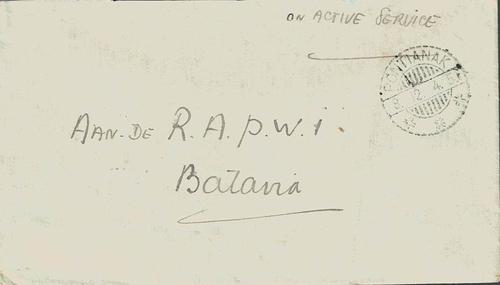 ON ACTIVE SERVICE
PONTIANAK
AAN. DE R.A.P.W.I
Batavia